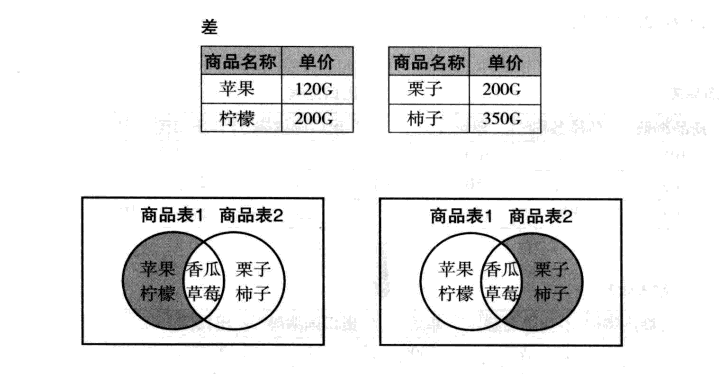 差
商品名称 单价
苹果 120G
柠檬 200G
商品名称 单价
栗子 200G
柿子 350G
商品表1 商品表2
苹果 香瓜 栗子
柠檬 草莓 柿子
商品表1 商品表2
苹果 香瓜 栗子
柠檬 草莓 柿子